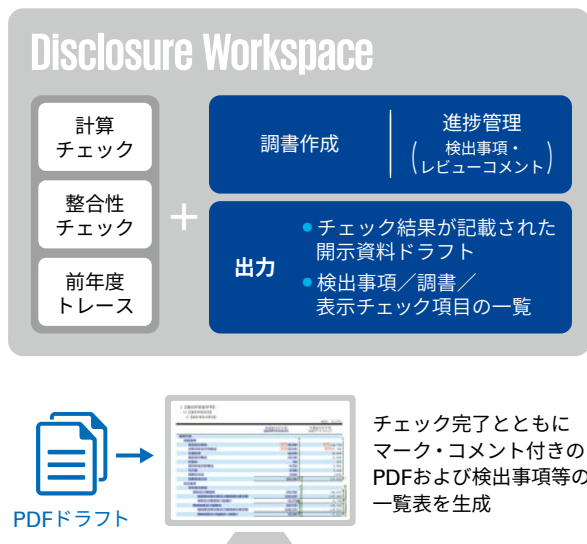 Disclosure Workspace
計算
チェック
整合性
チェック
前年度
トレース
+
調書作成
進捗管理
(検出事項・
レビューコメント)
出力
● チェック結果が記載された
開示資料ドラフト
● 検出事項／調書／
表示チェック項目の一覧
PDFドラフト
チェック完了とともに
マーク・コメント付きの
PDFおよび検出事項等の
一覧表を生成